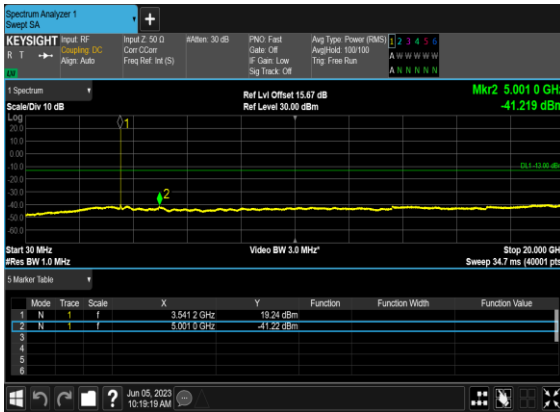 Spectrum Analyzer 1
Swept SA
+
KEYSIGHT Input: RF Input Z: 50 Ω #Atten: 30 dB PNO: Fast Avg Type: Power (RMS) 1 2 3 4 5 6
R T Coupling: DC Corr CCorr Gate: Off Avg|Hold: 100/100 A W W W W W
Align: Auto Freq Ref: Int (S) IF Gain: Low Trig: Free Run
Sig Track: Off A N N N N N
1 Spectrum Ref Lvl Offset 15.67 dB Mkr2 5.001 0 GHz
Scale/Div 10 dB Ref Level 30.00 dBm -41.219 dBm
Log
20.0
10.0
0.00
-10.0
-20.0
-30.0
-40.0
-50.0
-60.0
1
DL1 -13.00 dBm
2
Start 30 MHz Video BW 3.0 MHz* Stop 20.000 GHz
#Res BW 1.0 MHz Sweep 34.7 ms (40001 pts)
5 Marker Table
Mode Trace Scale X Y Function Function Width Function Value
1 N 1 f 3.541 2 GHz 19.24 dBm
2 N 1 f 5.001 0 GHz -41.22 dBm
3
4
5
6
? Jun 05, 2023
10:19:19 AM